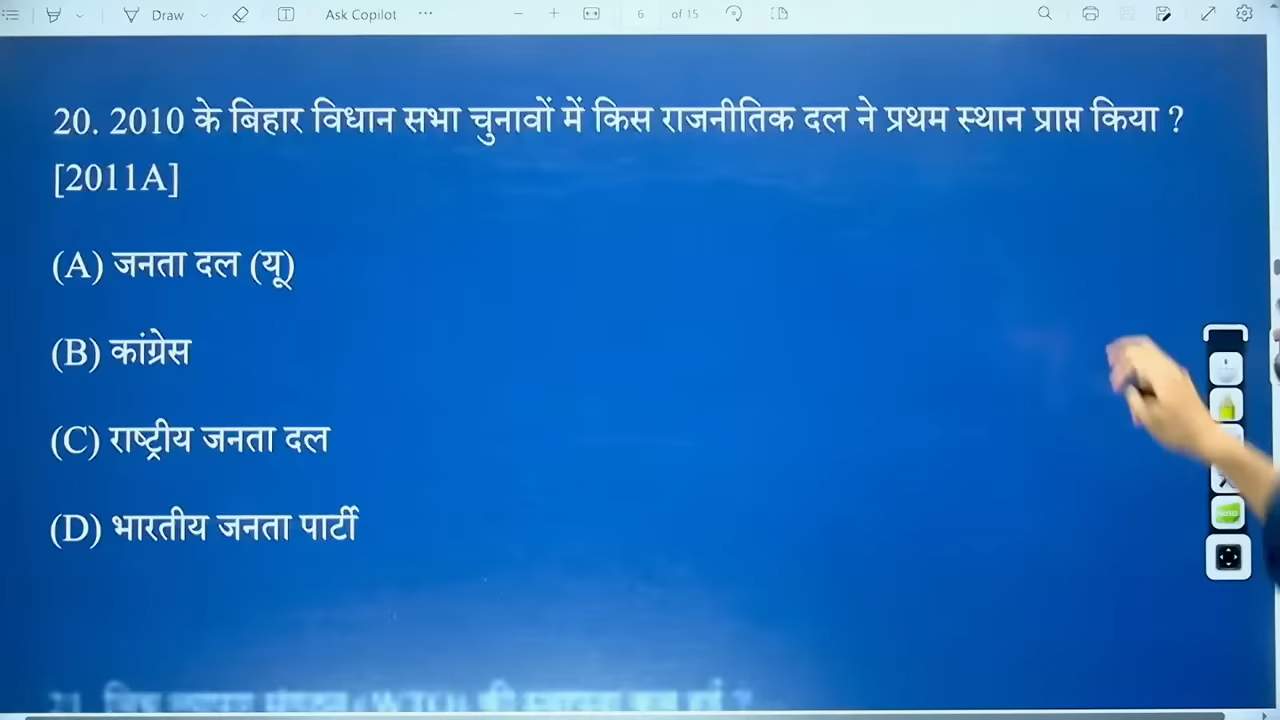 Draw
Ask Copilot
6 of 15
20. 2010 के बिहार विधान सभा चुनावों में किस राजनीतिक दल ने प्रथम स्थान प्राप्त किया ?
[2011A]
(A) जनता दल (यू)
(B) कांग्रेस
(C) राष्ट्रीय जनता दल
(D) भारतीय जनता पार्टी